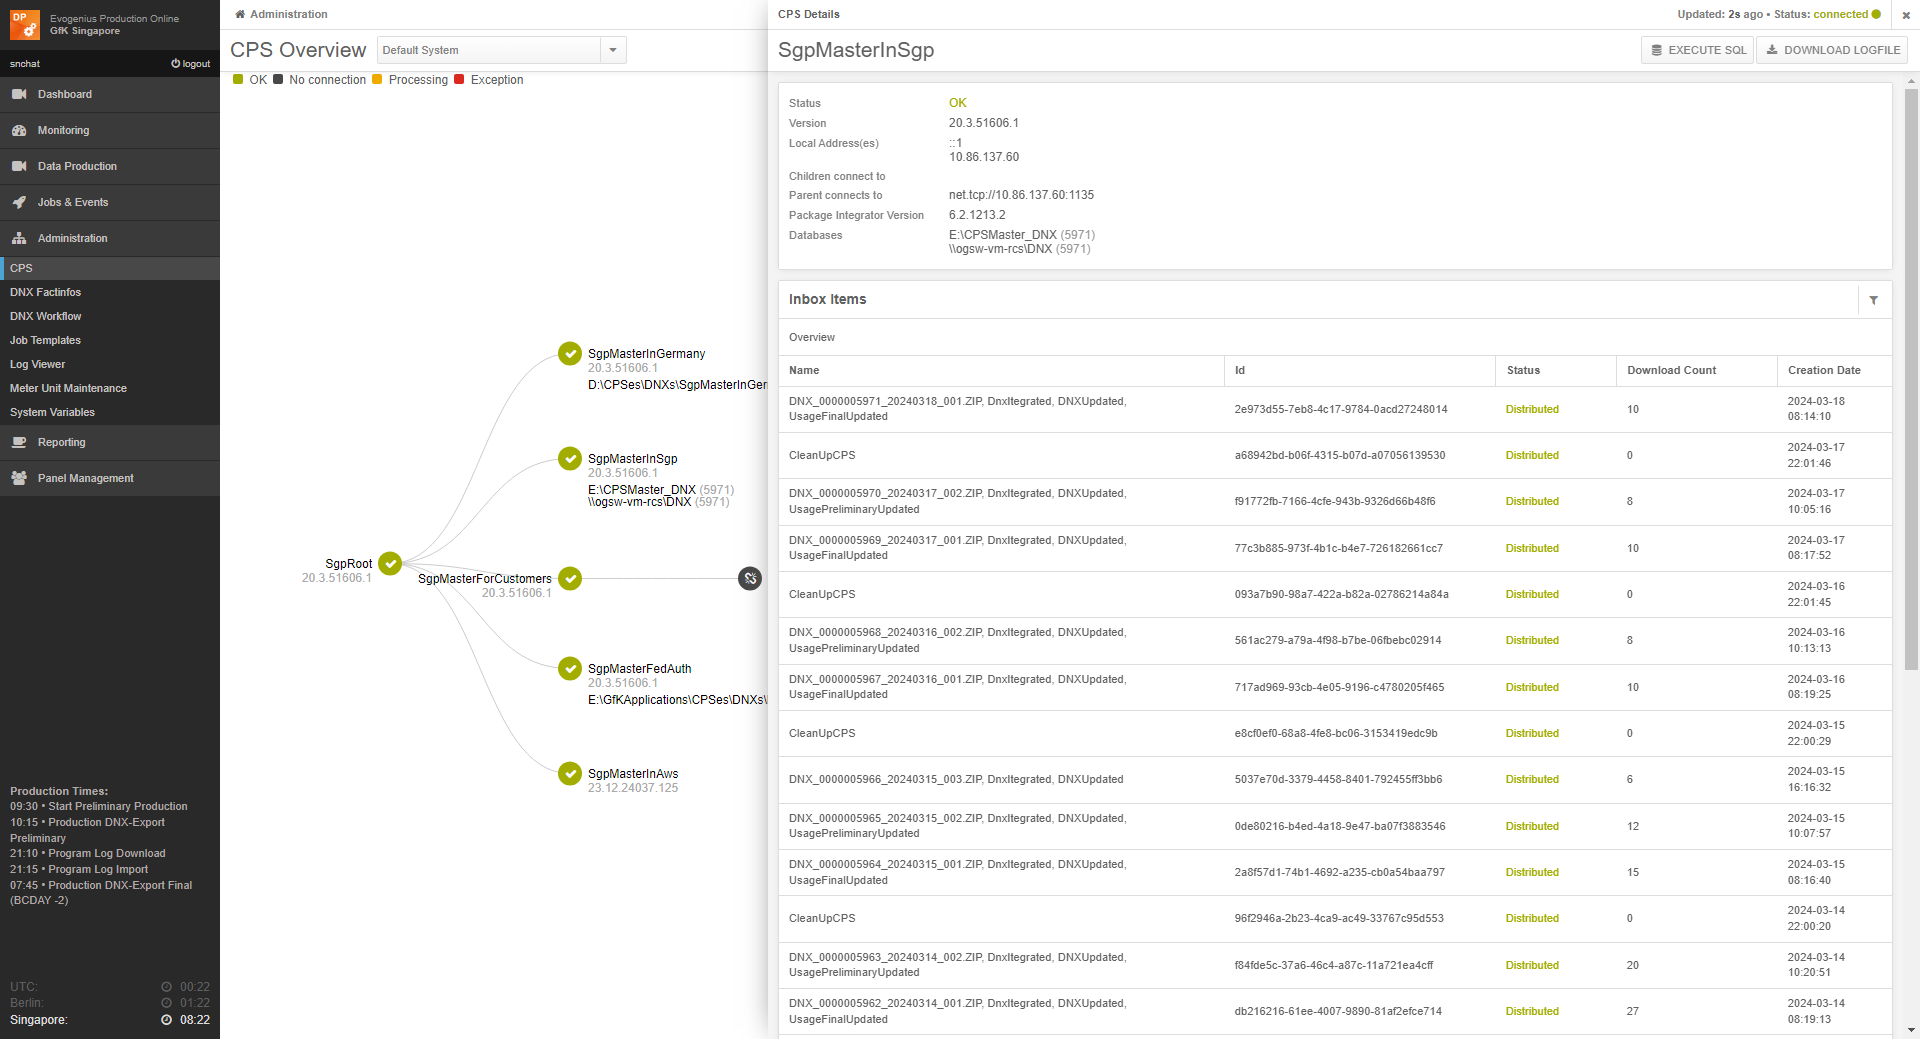 DP
Evogenius Production Online
GfK Singapore
snchat
logout
Dashboard
Monitoring
Data Production
Jobs & Events
Administration
CPS
DNX Factinfos
DNX Workflow
Job Templates
Log Viewer
Meter Unit Maintenance
System Variables
Reporting
Panel Management
Production Times:
09:30 • Start Preliminary Production
10:15 • Production DNX-Export
Preliminary
21:10 • Program Log Download
21:15 • Program Log Import
07:45 • Production DNX-Export Final
(BCDAY -2)
UTC: 00:22
Berlin: 01:22
Singapore: 08:22
Administration
CPS Overview
Default System
OK No connection Processing Exception
SgpMasterInGermany
20.3.51606.1
D:\CPSes\DNXs\SgpMasterInGer
SgpMasterInSgp
20.3.51606.1
E:\CPSMaster_DNX (5971)
\\ogsw-vm-rcs\DNX (5971)
SgpRoot
20.3.51606.1
SgpMasterForCustomers
20.3.51606.1
SgpMasterFedAuth
20.3.51606.1
E:\GfKApplications\CPSes\DNXs\
SgpMasterInAws
23.12.24037.125
CPS Details
Updated: 2s ago • Status: connected
SgpMasterInSgp
EXECUTE SQL
DOWNLOAD LOGFILE
Status OK
Version 20.3.51606.1
Local Address(es) ::1
10.86.137.60
Children connect to
Parent connects to net.tcp://10.86.137.60:1135
Package Integrator Version 6.2.1213.2
Databases E:\CPSMaster_DNX (5971)
\\ogsw-vm-rcs\DNX (5971)
Inbox Items
Overview
Name Id Status Download Count Creation Date
DNX_0000005971_20240318_001.ZIP, DnxItegrated, DNXUpdated,
UsageFinalUpdated
2e973d55-7eb8-4c17-9784-0acd27248014 Distributed 10
2024-03-18
08:14:10
CleanUpCPS
a68942bd-b06f-4315-b07d-a07056139530 Distributed 0
2024-03-17
22:01:46
DNX_0000005970_20240317_002.ZIP, DnxItegrated, DNXUpdated,
UsagePreliminaryUpdated
f91772fb-7166-4cfe-943b-9326d66b48f6 Distributed 8
2024-03-17
10:05:16
DNX_0000005969_20240317_001.ZIP, DnxItegrated, DNXUpdated,
UsageFinalUpdated
77c3b885-973f-4b1c-b4e7-726182661cc7 Distributed 10
2024-03-17
08:17:52
CleanUpCPS
093a7b90-98a7-422a-b82a-02786214a84a Distributed 0
2024-03-16
22:01:45
DNX_0000005968_20240316_002.ZIP, DnxItegrated, DNXUpdated,
UsagePreliminaryUpdated
561ac279-a79a-4f98-b7be-06fbebc02914 Distributed 8
2024-03-16
10:13:13
DNX_0000005967_20240316_001.ZIP, DnxItegrated, DNXUpdated,
UsageFinalUpdated
717ad969-93cb-4e05-9196-c4780205f465 Distributed 10
2024-03-16
08:19:25
CleanUpCPS
e8cf0ef0-68a8-4fe8-bc06-3153419edc9b Distributed 0
2024-03-15
22:00:29
DNX_0000005966_20240315_003.ZIP, DnxItegrated, DNXUpdated
5037e70d-3379-4458-8401-792455ff3bb6 Distributed 6
2024-03-15
16:16:32
DNX_0000005965_20240315_002.ZIP, DnxItegrated, DNXUpdated,
UsagePreliminaryUpdated
0de80216-b4ed-4a18-9e47-ba07f3883546 Distributed 12
2024-03-15
10:07:57
DNX_0000005964_20240315_001.ZIP, DnxItegrated, DNXUpdated,
UsageFinalUpdated
2a8f57d1-74b1-4692-a235-cb0a54baa797 Distributed 15
2024-03-15
08:16:40
CleanUpCPS
96f2946a-2b23-4ca9-ac49-33767c95d553 Distributed 0
2024-03-14
22:00:20
DNX_0000005963_20240314_002.ZIP, DnxItegrated, DNXUpdated,
UsagePreliminaryUpdated
f84fde5c-37a6-46c4-a87c-11a721ea4cff Distributed 20
2024-03-14
10:20:51
DNX_0000005962_20240314_001.ZIP, DnxItegrated, DNXUpdated,
UsageFinalUpdated
db216216-61ee-4007-9890-81af2efce714 Distributed 27
2024-03-14
08:19:13